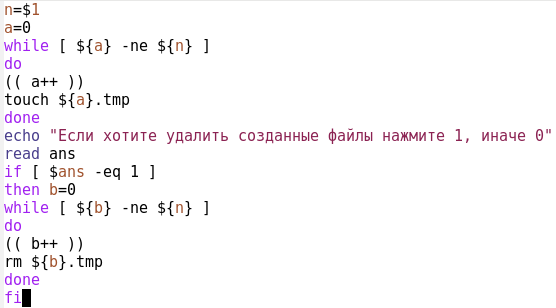 n=$1
a=0
while [ ${a} -ne ${n} ]
do
(( a++ ))
touch ${a}.tmp
done
echo "Если хотите удалить созданные файлы нажмите 1, иначе 0"
read ans
if [ $ans -eq 1 ]
then b=0
while [ ${b} -ne ${n} ]
do
(( b++ ))
rm ${b}.tmp
done
fi